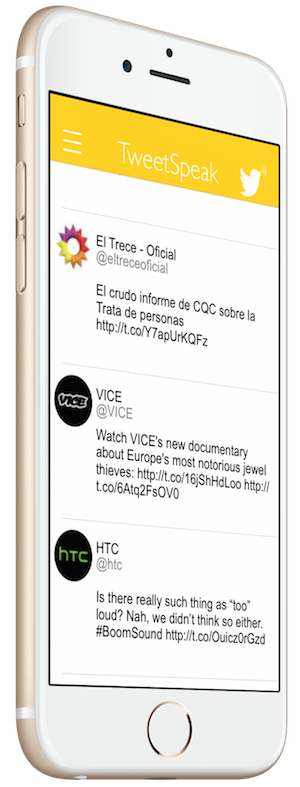 TweetSpeak
El Trece - Oficial
@eltreceoficial
El crudo informe de CQC sobre la
Trata de personas
http://t.co/Y7apUrKQFz
VICE
VICE
@VICE
Watch VICE's new documentary
about Europe's most notorious jewel
thieves: http://t.co/16jShHdLoo http://
t.co/6Atq2FsOV0
hTC
HTC
@htc
Is there really such thing as “too”
loud? Nah, we didn’t think so either.
#BoomSound http://t.co/Ouicz0rGzd